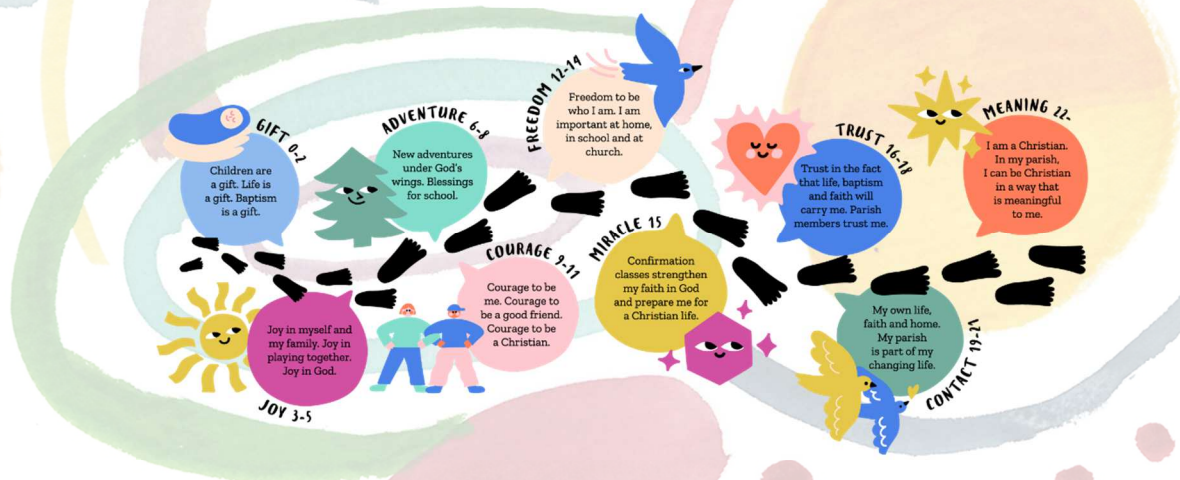 GIFT 0-2
Children are
a gift. Life is
a gift. Baptism
is a gift.
JOY 3-5
Joy in myself and
my family. Joy in
playing together.
Joy in God.
ADVENTURE 6-8
New adventures
under God's
wings. Blessings
for school.
COURAGE 9-11
Courage to be
me. Courage to
be a good friend.
Courage to be
a Christian.
FREEDOM 12-14
Freedom to be
who I am. I am
important at home,
in school and at
church.
MIRACLE 15
Confirmation
classes strengthen
my faith in God
and prepare me for
a Christian life.
TRUST 16-18
Trust in the fact
that life, baptism
and faith will
carry me. Parish
members trust me.
CONTACT 19-21
My own life,
faith and home.
My parish
is part of my
changing life.
MEANING 22-
I am a Christian.
In my parish,
I can be Christian
in a way that
is meaningful
to me.